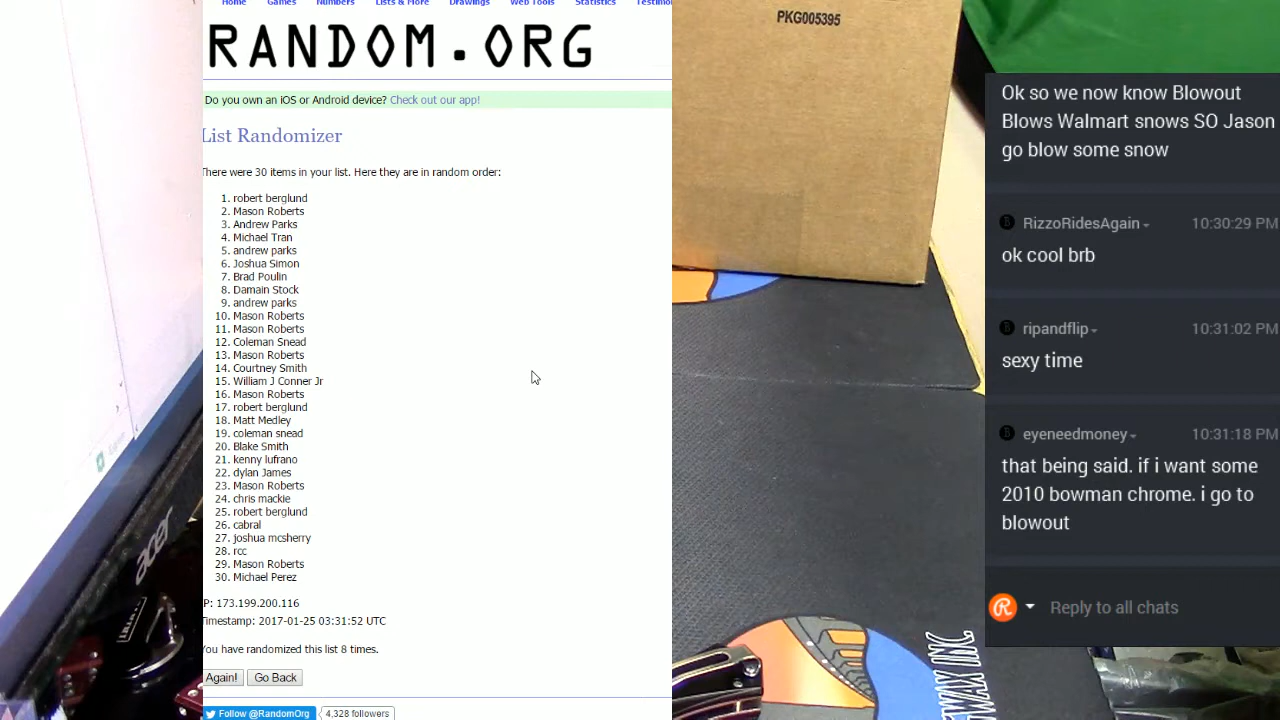 Home Games Numbers Lists & More Drawings Web Tools Statistics
RANDOM.ORG
Do you own an iOS or Android device? Check out our app!
List Randomizer
There were 30 items in your list. Here they are in random order:
1. robert berglund
2. Mason Roberts
3. Andrew Parks
4. Michael Tran
5. andrew parks
6. Joshua Simon
7. Brad Poulin
8. Damain Stock
9. andrew parks
10. Mason Roberts
11. Mason Roberts
12. Coleman Snead
13. Mason Roberts
14. Courtney Smith
15. William J Conner Jr
16. Mason Roberts
17. robert berglund
18. Matt Medley
19. coleman snead
20. Blake Smith
21. kenny lufrano
22. dylan James
23. Mason Roberts
24. chris mackie
25. robert berglund
26. cabral
27. joshua mcsherry
28. rcc
29. Mason Roberts
30. Michael Perez
P: 173.199.200.116
Timestamp: 2017-01-25 03:31:52 UTC
You have randomized this list 8 times.
Again! Go Back
Follow @RandomOrg 4,328 followers
PKG005395
acer
WAX INC
Ok so we now know Blowout
Blows Walmart snows SO Jason
go blow some snow
RizzoRidesAgain 10:30:29 PM
ok cool brb
ripandflip 10:31:02 PM
sexy time
eyeneedmoney 10:31:18 PM
that being said. if i want some
2010 bowman chrome. i go to
blowout
Reply to all chats